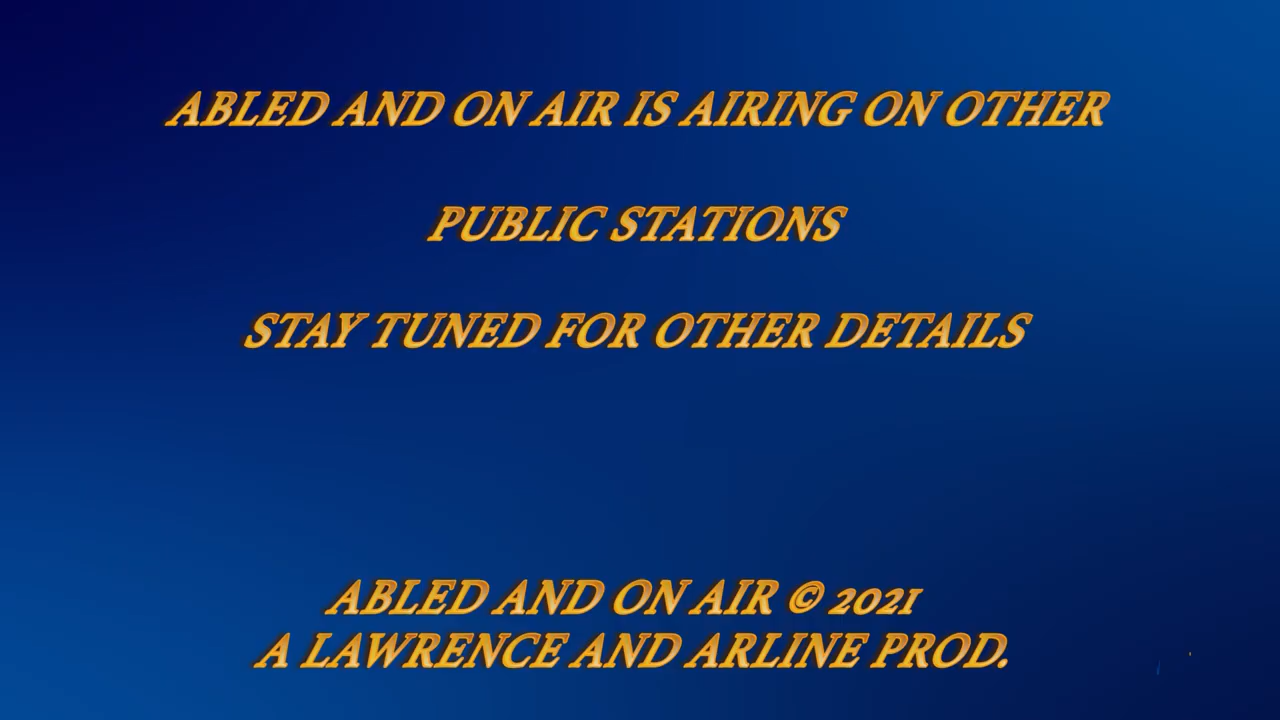 ABLED AND ON AIR IS AIRING ON OTHER
PUBLIC STATIONS
STAY TUNED FOR OTHER DETAILS
ABLED AND ON AIR © 2021
A LAWRENCE AND ARLINE PROD.